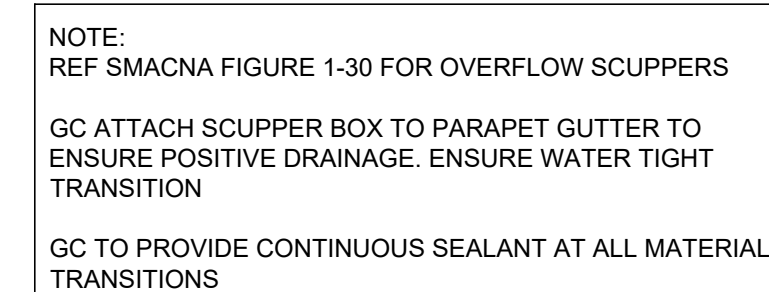 NOTE:
REF SMACNA FIGURE 1-30 FOR OVERFLOW SCUPPERS
GC ATTACH SCUPPER BOX TO PARAPET GUTTER TO
ENSURE POSITIVE DRAINAGE. ENSURE WATER TIGHT
TRANSITION
GC TO PROVIDE CONTINUOUS SEALANT AT ALL MATERIAL
TRANSITIONS